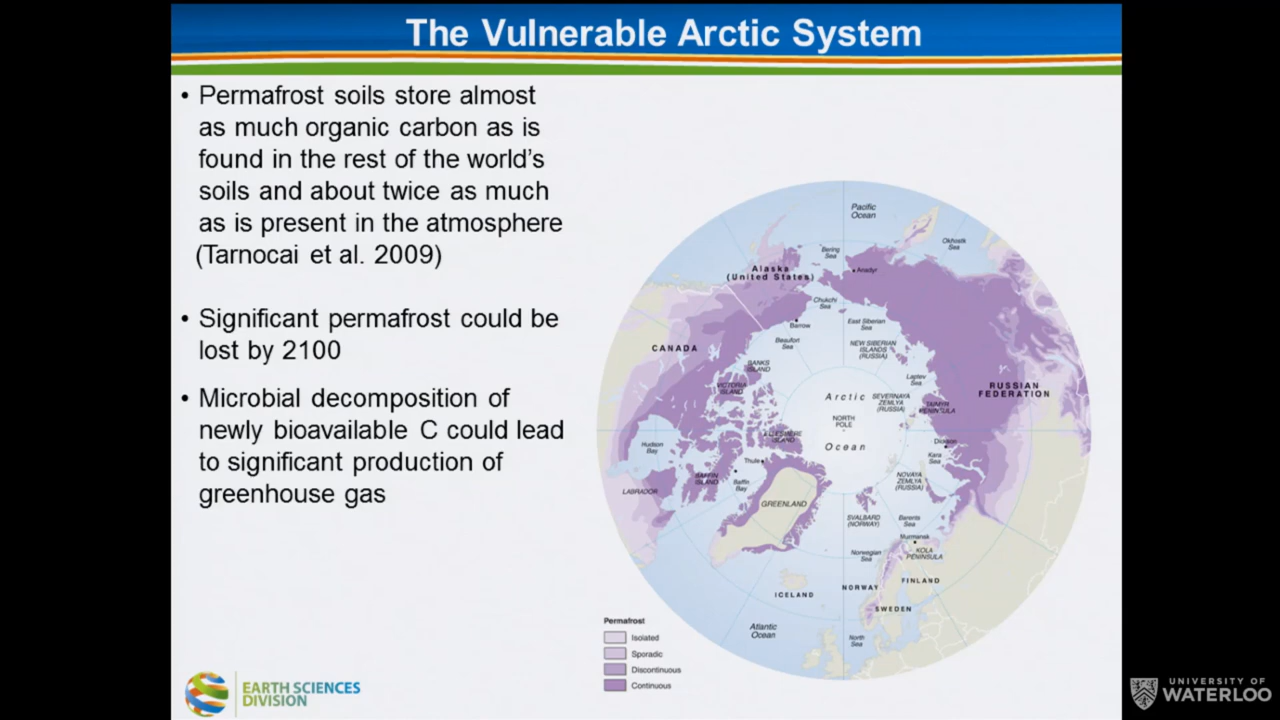 The Vulnerable Arctic System
• Permafrost soils store almost
as much organic carbon as is
found in the rest of the world's
soils and about twice as much
as is present in the atmosphere
(Tarnocai et al. 2009)
• Significant permafrost could be
lost by 2100
• Microbial decomposition of
newly bioavailable C could lead
to significant production of
greenhouse gas
Pacific
Ocean
Okhotsk
Sea
Bering
Sea
Alaska
(United States)
Anadyr
Chukchi
Sea
Barrow
East Siberian
Sea
Beaufort
Sea
NEW SIBERIAN
ISLANDS
(RUSSIA)
CANADA
BANKS
ISLAND
Laptev
Sea
VICTORIA
ISLAND
RUSSIAN
FEDERATION
Arctic
SEVERNAYA
ZEMLYA
(RUSSIA)
TAIMYR
PENINSULA
NORTH
POLE
ELLESMERE
ISLAND
Ocean
Hudson
Bay
Dikson
Kara
Sea
Thule
BAFFIN
ISLAND
Baffin
Bay
NOVAYA
ZEMLYA
(RUSSIA)
LABRADOR
GREENLAND
SVALBARD
(NORWAY)
Barents
Sea
Murmansk
KOLA
PENINSULA
Norwegian
Sea
FINLAND
NORWAY
ICELAND
SWEDEN
Atlantic
Ocean
North
Sea
Permafrost
Isolated
Sporadic
Discontinuous
Continuous
EARTH SCIENCES
DIVISION
UNIVERSITY OF
WATERLOO